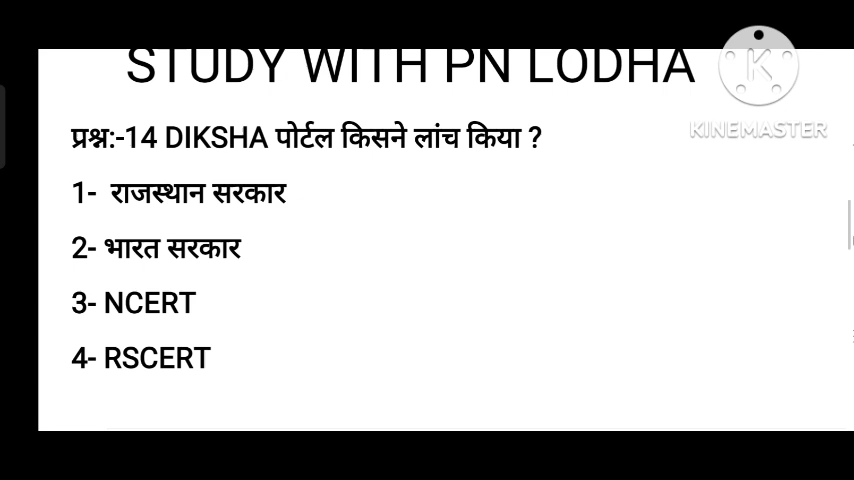 STUDY WITH PN LODHA
KINEMASTER
प्रश्न:-14 DIKSHA पोर्टल किसने लांच किया ?
1- राजस्थान सरकार
2- भारत सरकार
3- NCERT
4- RSCERT